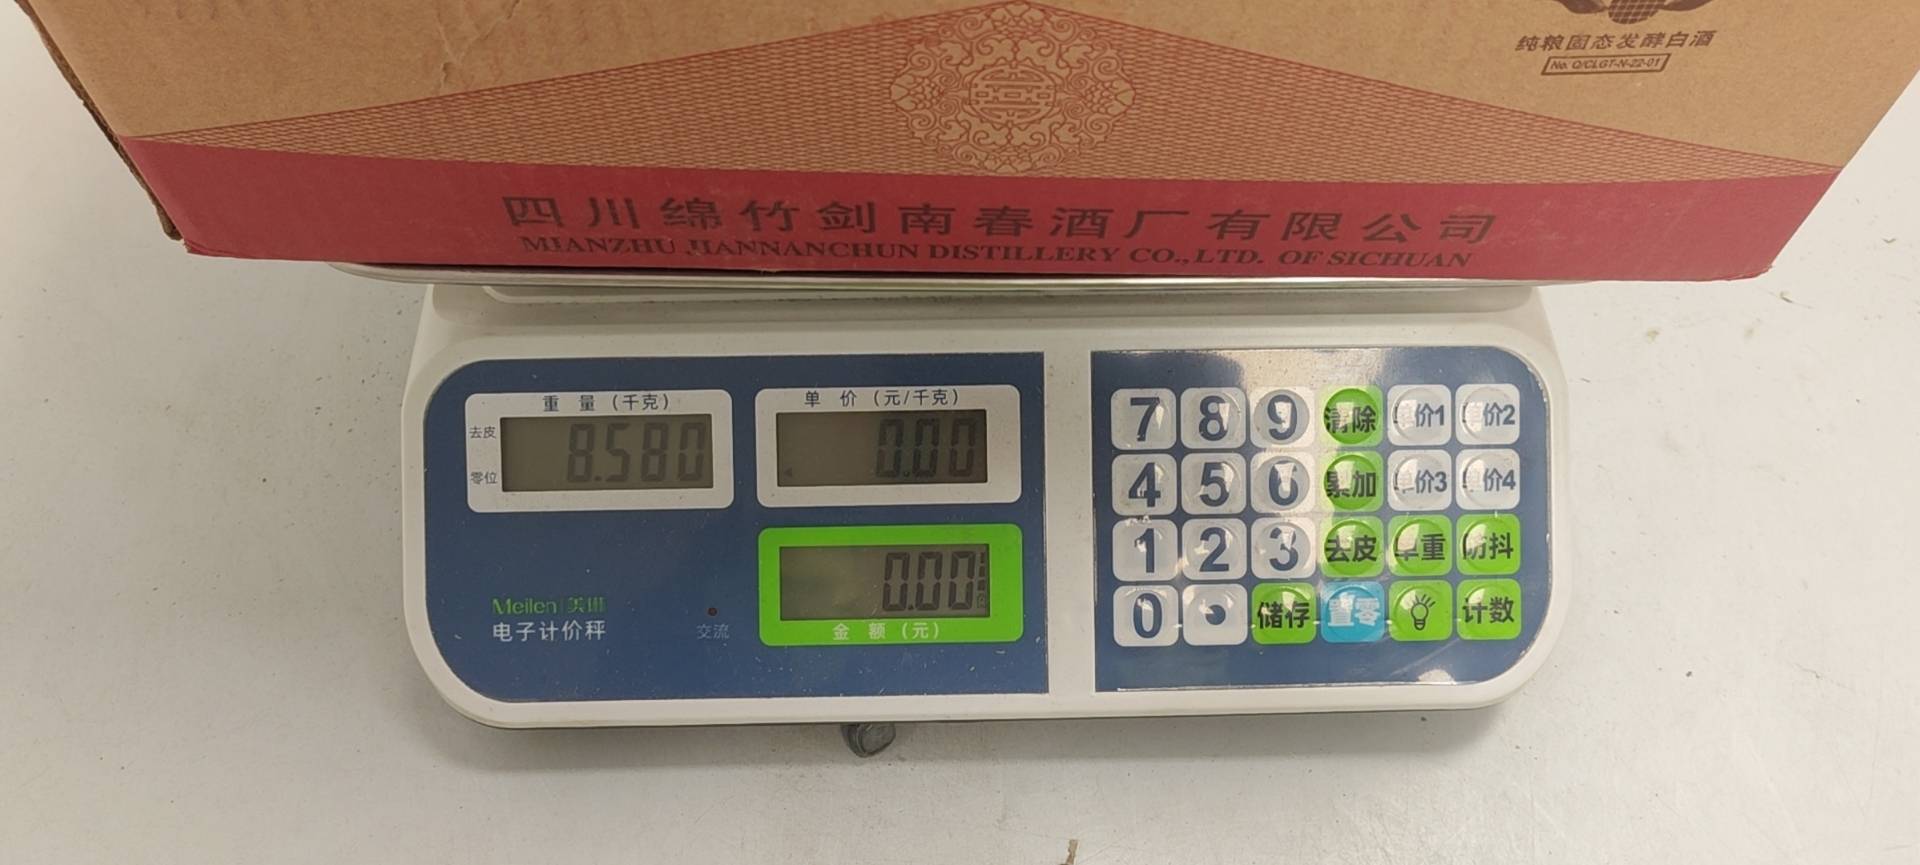 纯粮固态发酵白酒
No. Q/CLGT-N-22-01
四川绵竹剑南春酒厂有限公司
MIANZHU JIANNANCHUN DISTILLERY CO.,LTD. OF SICHUAN
重量(千克)
单价(元/千克)
去皮
零位
8.580
0.00
0.00
金额(元)
Meilen 美琳
电子计价秤
交流
7 8 9 清除 单价1 单价2
4 5 6 累加 单价3 单价4
1 2 3 去皮 单重 防抖
0 . 储存 置零 计数